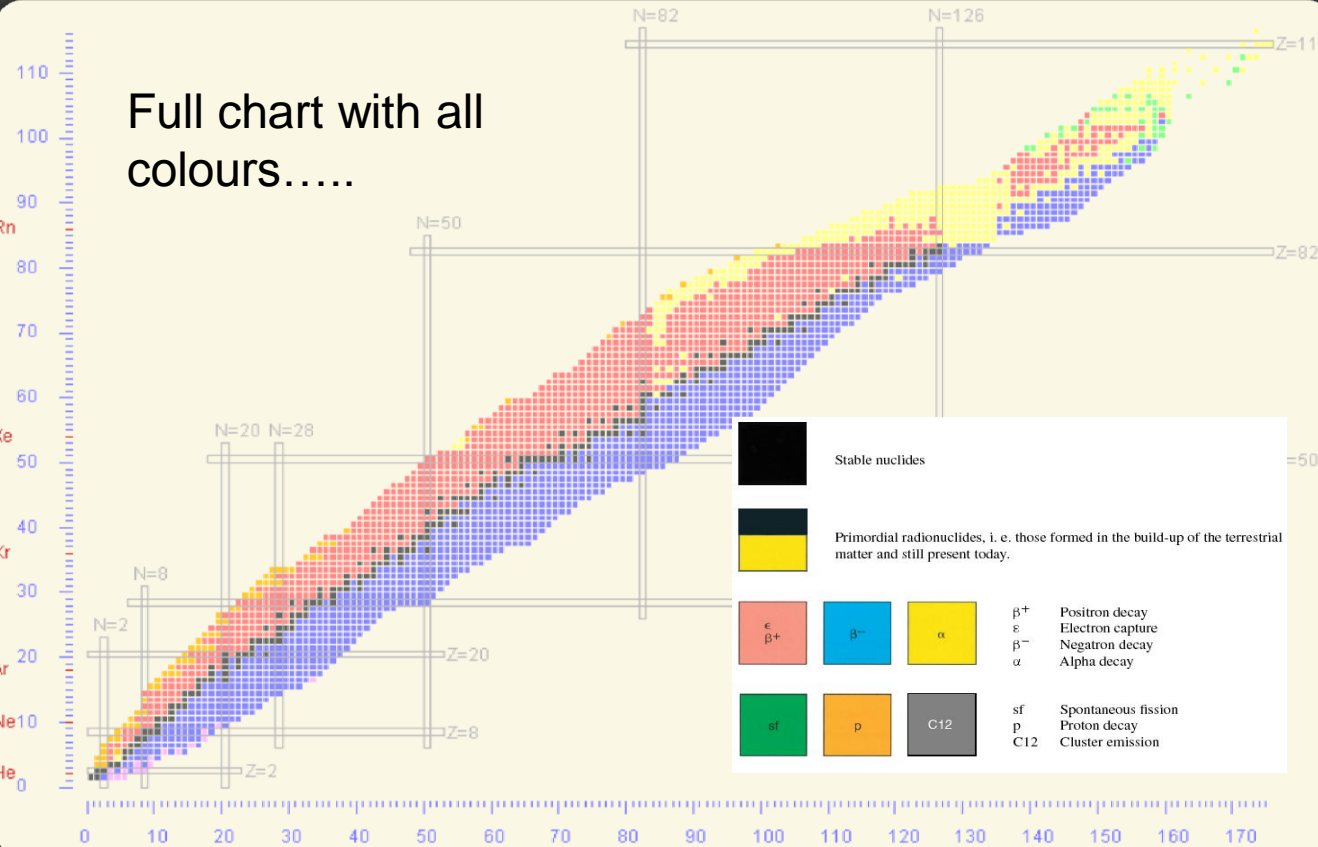 N=82
N=126
Z=11
110
Full chart with all
colours.....
100
90
Rn
N=50
80
Z=82
70
60
N=20 N=28
Xe
50
=50
40
Kr
N=8
30
N=2
20
Z=20
Ar
Ne
10
Z=8
He
Z=2
0
0 10 20 30 40 50 60 70 80 90 100 110 120 130 140 150 160 170
Stable nuclides
Primordial radionuclides, i. e. those formed in the build-up of the terrestrial
matter and still present today.
ε
β+
β−
α
β+ Positron decay
ε Electron capture
β− Negatron decay
α Alpha decay
sf
p
C12
sf Spontaneous fission
p Proton decay
C12 Cluster emission